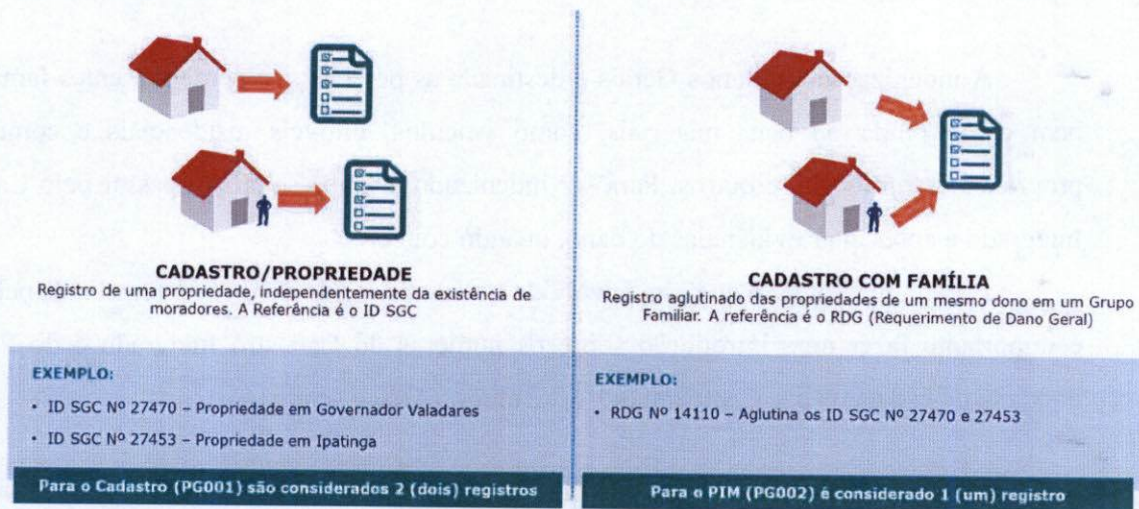 CADASTRO/PROPRIEDADE
Registro de uma propriedade, independentemente da existência de
moradores. A Referência é o ID SGC
EXEMPLO:
• ID SGC Nº 27470 – Propriedade em Governador Valadares
• ID SGC Nº 27453 – Propriedade em Ipatinga
Para o Cadastro (PG001) são considerados 2 (dois) registros
CADASTRO COM FAMÍLIA
Registro aglutinado das propriedades de um mesmo dono em um Grupo
Familiar. A referência é o RDG (Requerimento de Dano Geral)
EXEMPLO:
• RDG Nº 14110 – Aglutina os ID SGC Nº 27470 e 27453
Para o PIM (PG002) é considerado 1 (um) registro